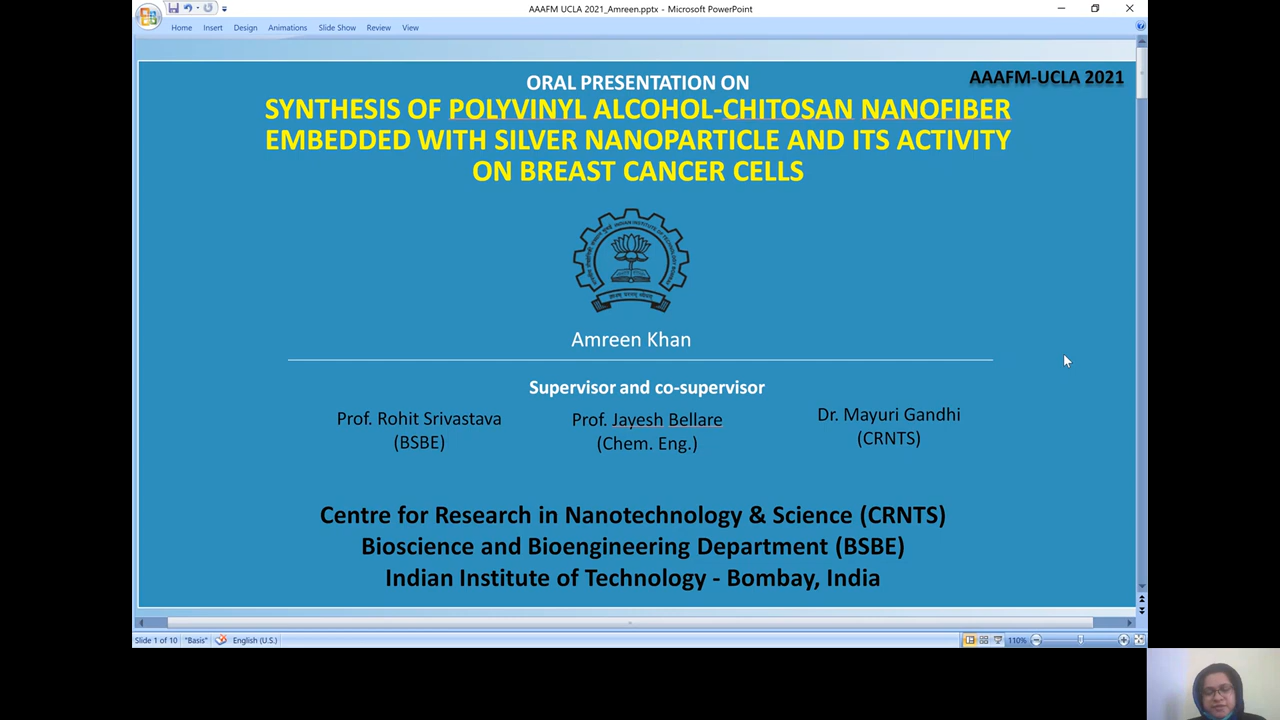 AAAFM UCLA 2021_Amreen.pptx - Microsoft PowerPoint
Home Insert Design Animations Slide Show Review View
AAAFM-UCLA 2021
ORAL PRESENTATION ON
SYNTHESIS OF POLYVINYL ALCOHOL-CHITOSAN NANOFIBER
EMBEDDED WITH SILVER NANOPARTICLE AND ITS ACTIVITY
ON BREAST CANCER CELLS
Amreen Khan
Supervisor and co-supervisor
Prof. Rohit Srivastava
(BSBE)
Prof. Jayesh Bellare
(Chem. Eng.)
Dr. Mayuri Gandhi
(CRNTS)
Centre for Research in Nanotechnology & Science (CRNTS)
Bioscience and Bioengineering Department (BSBE)
Indian Institute of Technology - Bombay, India
Slide 1 of 10 "Basis" English (U.S.) 110%